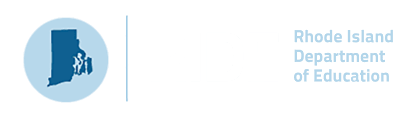 Rhode Island
Department
of Education